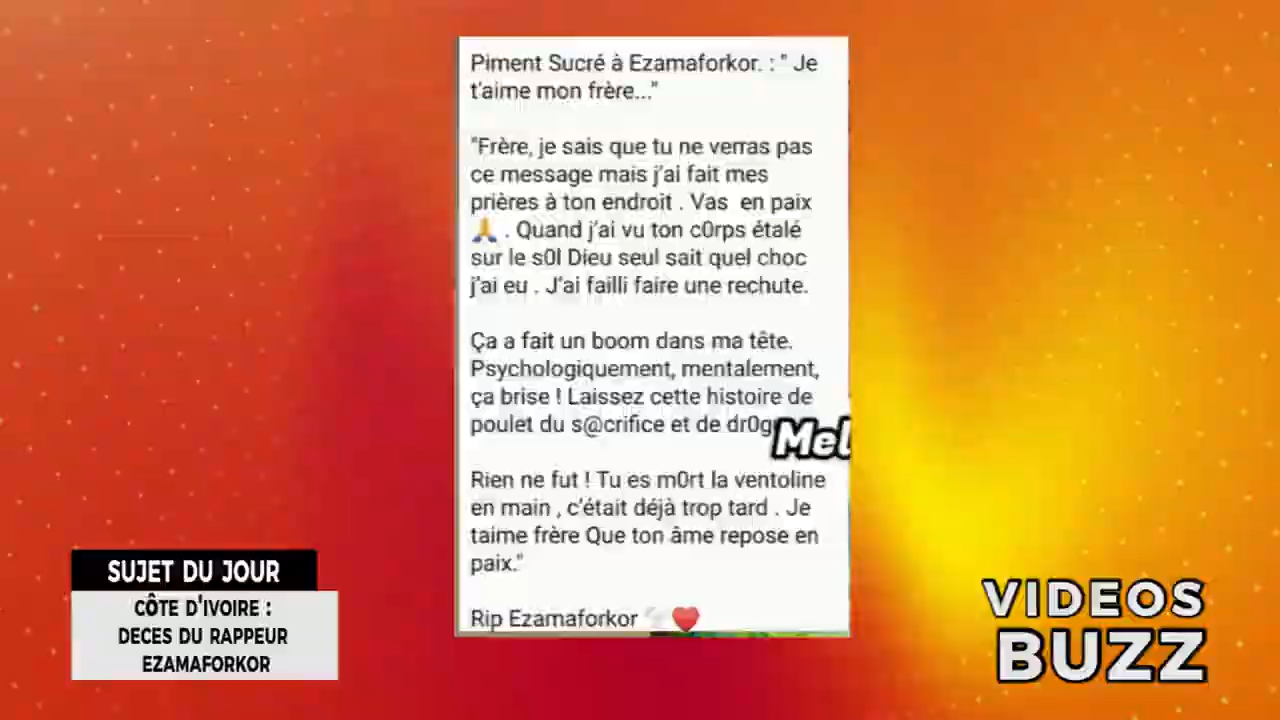 Piment Sucré à Ezamaforkor. : " Je
t'aime mon frère..."
"Frère, je sais que tu ne verras pas
ce message mais j'ai fait mes
prières à ton endroit . Vas en paix
🙏 . Quand j'ai vu ton c0rps étalé
sur le s0l Dieu seul sait quel choc
j'ai eu . J'ai failli faire une rechute.
Ça a fait un boom dans ma tête.
Psychologiquement, mentalement,
ça brise ! Laissez cette histoire de
poulet du s@crifice et de
Rien ne fut ! Tu es m0rt la ventoline
en main , c'était déjà trop tard . Je
taime frère Que ton âme repose en
paix."
Rip Ezamaforkor 🕊️❤️
SUJET DU JOUR
CÔTE D'IVOIRE :
DECES DU RAPPEUR
EZAMAFORKOR
VIDEOS
BUZZ